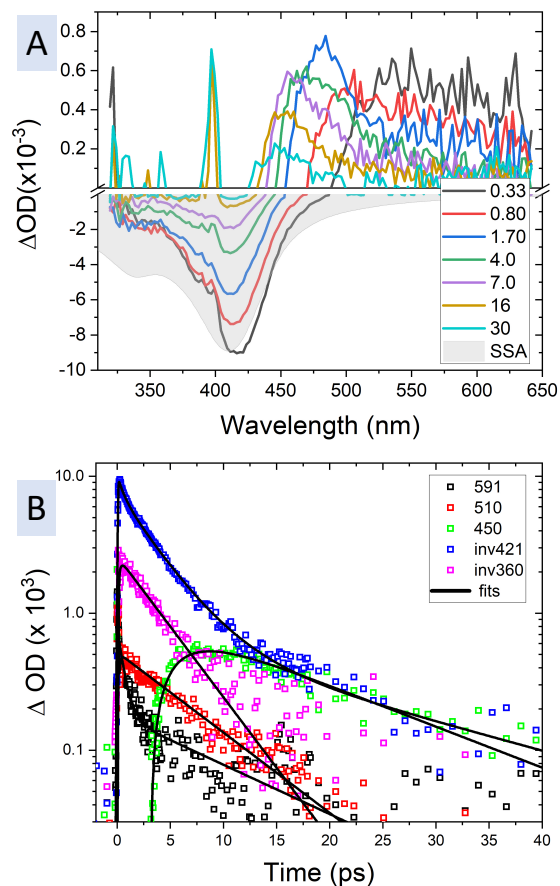 A
0.8
0.6
0.4
0.2
-2
-4
-6
-8
-10
ΔOD(x10⁻³)
0.33
0.80
1.70
4.0
7.0
16
30
SSA
350 400 450 500 550 600 650
Wavelength (nm)
B
10.0
1.0
0.1
Δ OD (x 10³)
591
510
450
inv421
inv360
fits
0 5 10 15 20 25 30 35 40
Time (ps)